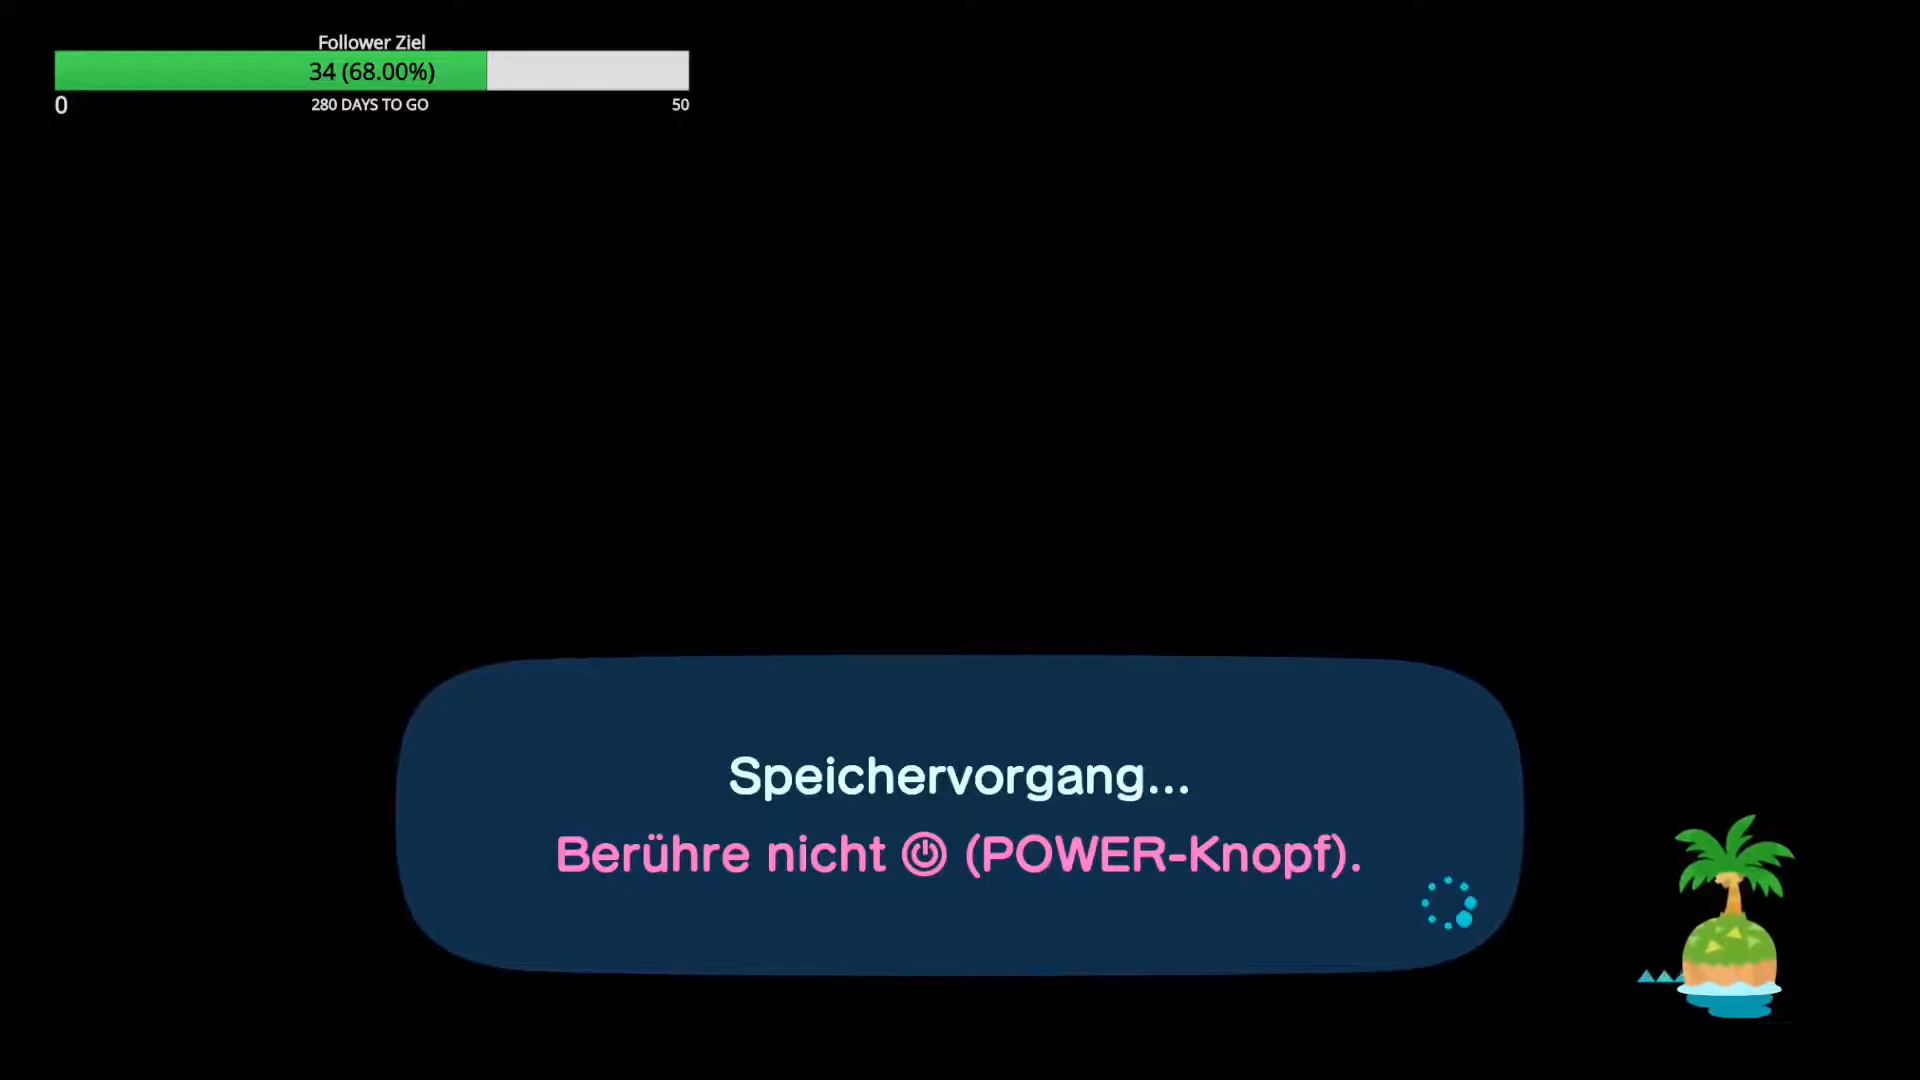 Follower Ziel
34 (68.00%)
0 280 DAYS TO GO 50
Speichervorgang...
Berühre nicht ⏻ (POWER-Knopf).